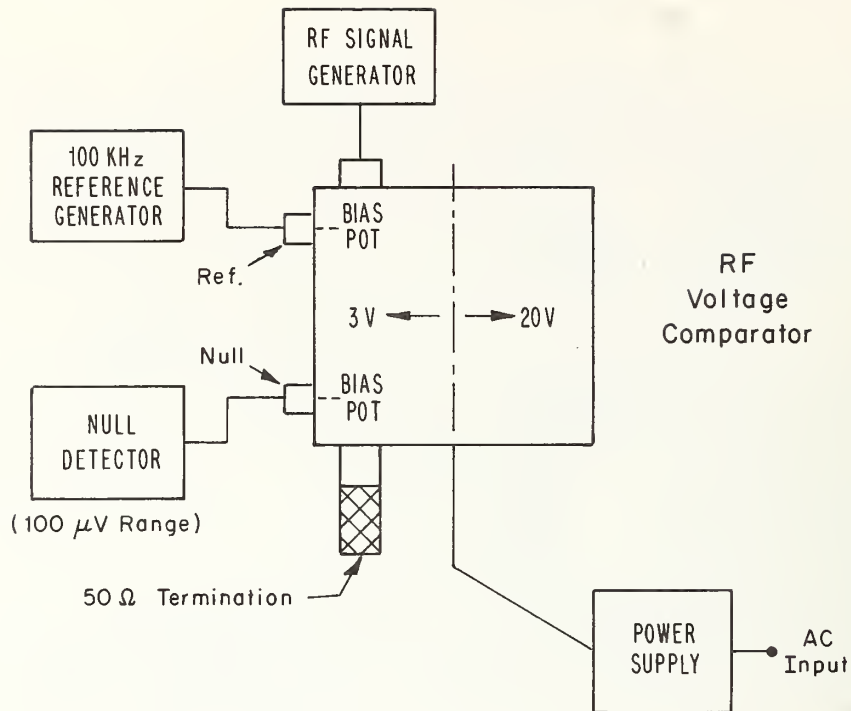 RF SIGNAL
GENERATOR
100 KHz
REFERENCE
GENERATOR
BIAS
POT
Ref.
RF
Voltage
Comparator
3V
20V
Null
BIAS
POT
NULL
DETECTOR
(100 μV Range)
50 Ω Termination
POWER
SUPPLY
AC
Input